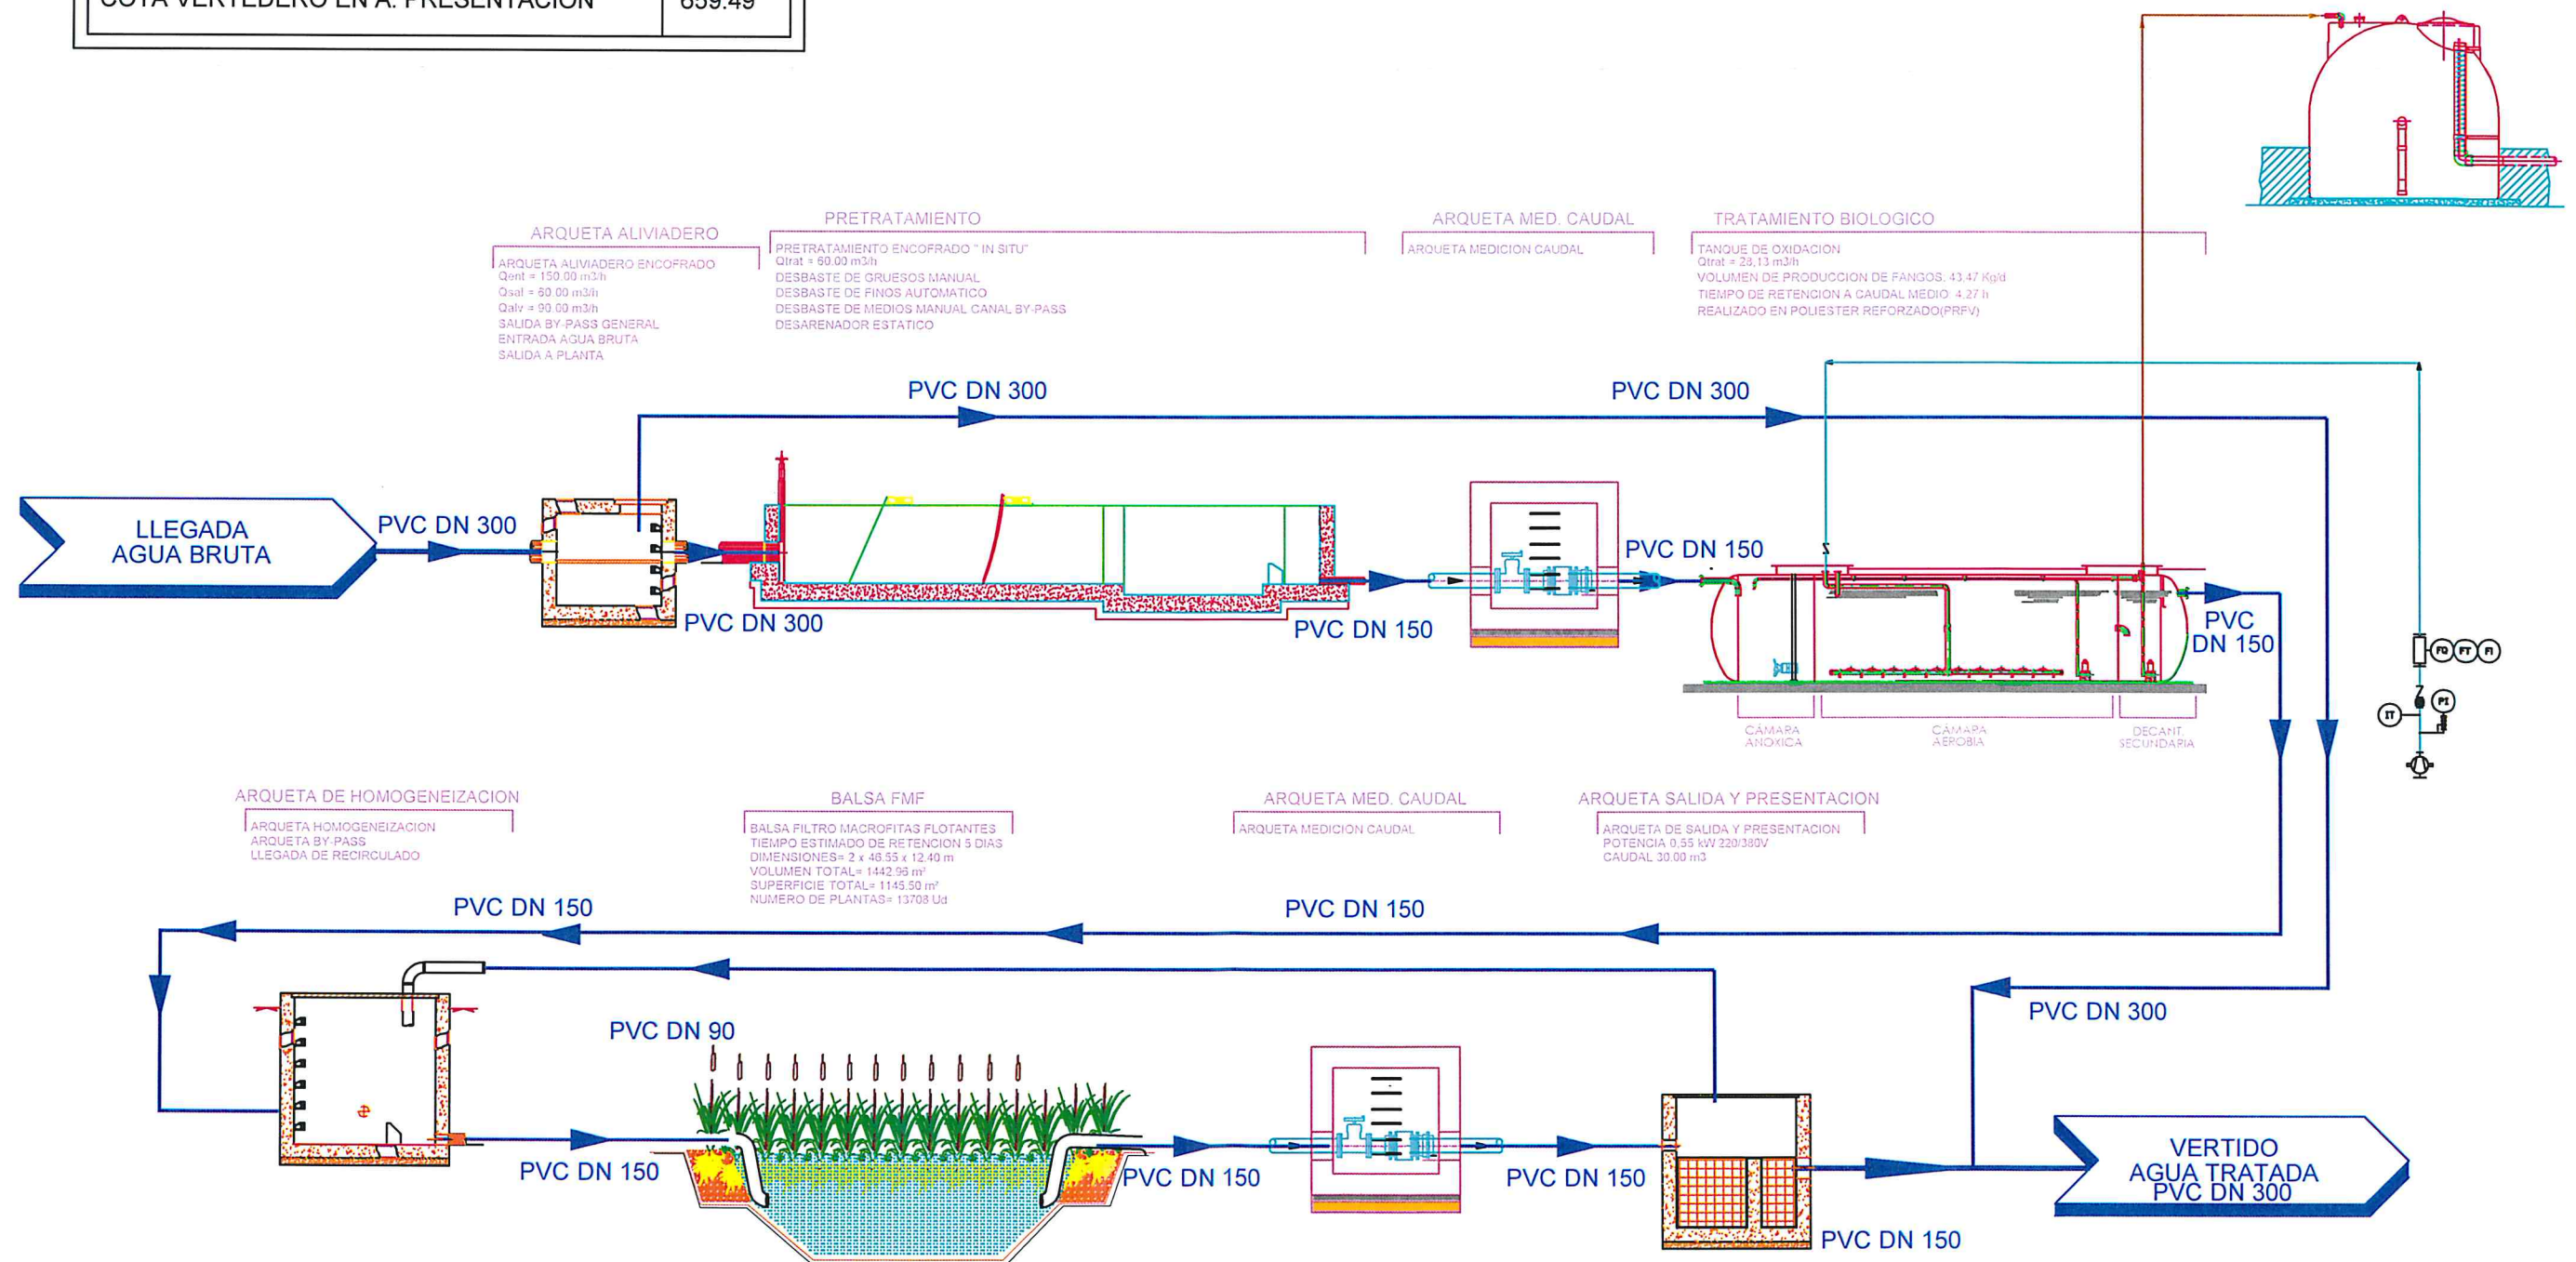 COTA VERTEDERO EN A. PRESENTACION 659.49
ARQUETA ALIVIADERO
ARQUETA ALIVIADERO ENCOFRADO
Qent = 150.00 m3/h
Qsal = 60.00 m3/h
Qalv = 90.00 m3/h
SALIDA BY-PASS GENERAL
ENTRADA AGUA BRUTA
SALIDA A PLANTA
PRETRATAMIENTO
PRETRATAMIENTO ENCOFRADO " IN SITU"
Qtrat = 60.00 m3/h
DESBASTE DE GRUESOS MANUAL
DESBASTE DE FINOS AUTOMATICO
DESBASTE DE MEDIOS MANUAL CANAL BY-PASS
DESARENADOR ESTATICO
ARQUETA MED. CAUDAL
ARQUETA MEDICION CAUDAL
TRATAMIENTO BIOLOGICO
TANQUE DE OXIDACION
Qtrat = 28,13 m3/h
VOLUMEN DE PRODUCCION DE FANGOS: 43.47 Kg/d
TIEMPO DE RETENCION A CAUDAL MEDIO: 4,27 h
REALIZADO EN POLIESTER REFORZADO(PRFV)
PVC DN 300
PVC DN 300
LLEGADA
AGUA BRUTA
PVC DN 300
PVC DN 300
PVC DN 150
PVC DN 150
PVC
DN 150
FQ FT FI
IT
PI
CÁMARA
ANOXICA
CÁMARA
AEROBIA
DECANT.
SECUNDARIA
ARQUETA DE HOMOGENEIZACION
ARQUETA HOMOGENEIZACION
ARQUETA BY-PASS
LLEGADA DE RECIRCULADO
BALSA FMF
BALSA FILTRO MACROFITAS FLOTANTES
TIEMPO ESTIMADO DE RETENCION 5 DIAS
DIMENSIONES= 2 x 46.55 x 12.40 m
VOLUMEN TOTAL= 1442.96 m³
SUPERFICIE TOTAL= 1145.50 m²
NUMERO DE PLANTAS= 13708 Ud
ARQUETA MED. CAUDAL
ARQUETA MEDICION CAUDAL
ARQUETA SALIDA Y PRESENTACION
ARQUETA DE SALIDA Y PRESENTACION
POTENCIA 0,55 kW 220/380V
CAUDAL 30.00 m3
PVC DN 150
PVC DN 150
PVC DN 300
PVC DN 90
PVC DN 150
PVC DN 150
PVC DN 150
PVC DN 150
VERTIDO
AGUA TRATADA
PVC DN 300